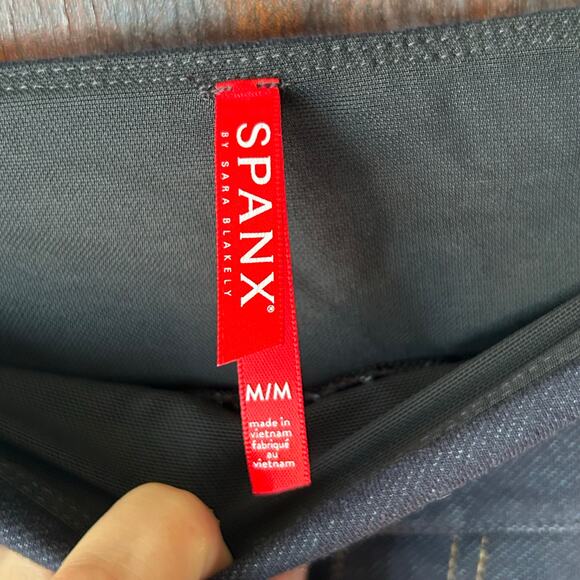 SPANX®
BY SARA BLAKELY
M/M
made in
vietnam
fabriqué
au
vietnam